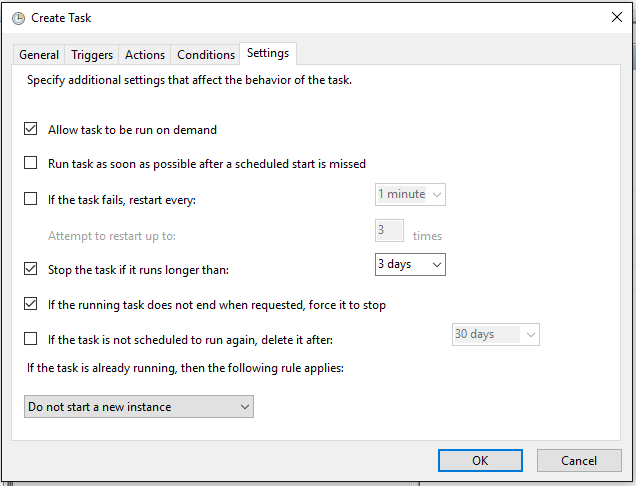 Create Task
General Triggers Actions Conditions Settings
Specify additional settings that affect the behavior of the task.
Allow task to be run on demand
Run task as soon as possible after a scheduled start is missed
If the task fails, restart every: 1 minute
Attempt to restart up to: 3 times
Stop the task if it runs longer than: 3 days
If the running task does not end when requested, force it to stop
If the task is not scheduled to run again, delete it after: 30 days
If the task is already running, then the following rule applies:
Do not start a new instance
OK Cancel